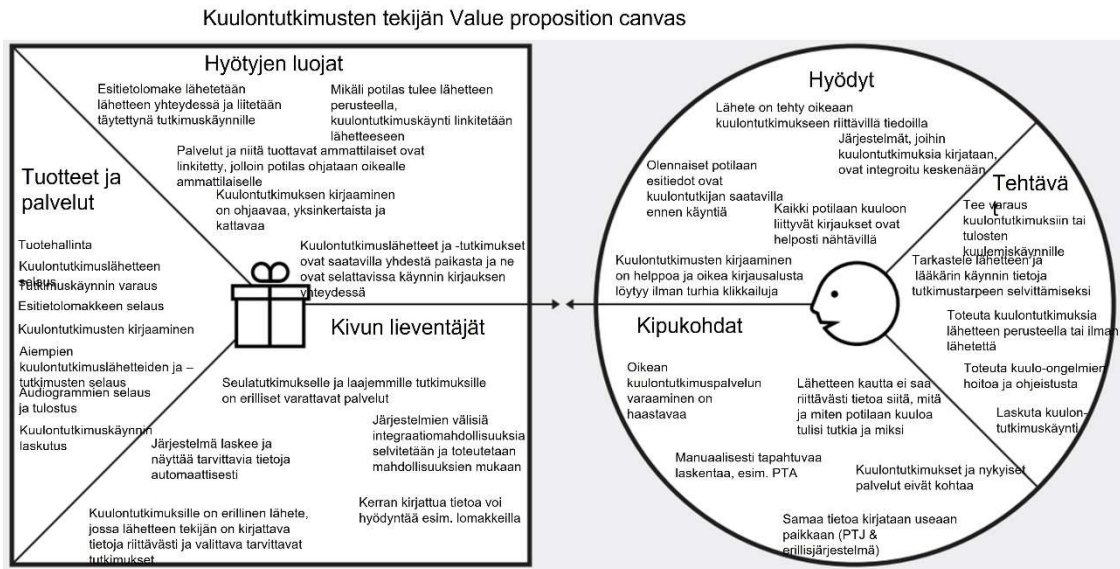 Kuulontutkimusten tekijän Value proposition canvas
Hyötyjen luojat
Esitietolomake lähetetään
lähetteen yhteydessä ja liitetään
täytettynä tutkimuskäynnille
Mikäli potilas tulee lähetteen
perusteella,
kuulontutkimuskäynti linkitetään
lähetteeseen
Palvelut ja niitä tuottavat ammattilaiset ovat
linkitetty, jolloin potilas ohjataan oikealle
ammattilaiselle
Kuulontutkimuksen kirjaaminen
on ohjaavaa, yksinkertaista ja
kattavaa
Kuulontutkimuslähetteet ja -tutkimukset
ovat saatavilla yhdestä paikasta ja ne
ovat selattavissa käynnin kirjauksen
yhteydessä
Tuotteet ja
palvelut
Tuotehallinta
Kuulontutkimuslähetteen
selaus
Tutkimuskäynnin varaus
Esitietolomakkeen selaus
Kuulontutkimusten kirjaaminen
Aiempien
kuulontutkimuslähetteiden ja –
tutkimusten selaus
Audiogrammien selaus
ja tulostus
Kuulontutkimuskäynnin
laskutus
Kivun lieventäjät
Seulatutkimukselle ja laajemmille tutkimuksille
on erilliset varattavat palvelut
Järjestelmien välisiä
integraatiomahdollisuuksia
selvitetään ja toteutetaan
mahdollisuuksien mukaan
Järjestelmä laskee ja
näyttää tarvittavia tietoja
automaattisesti
Kerran kirjattua tietoa voi
hyödyntää esim. lomakkeilla
Kuulontutkimuksille on erillinen lähete,
jossa lähetteen tekijän on kirjattava
tietoja riittävästi ja valittava tarvittavat
tutkimukset
Hyödyt
Lähete on tehty oikeaan
kuulontutkimukseen riittävillä tiedoilla
Järjestelmät, joihin
kuulontutkimuksia kirjataan,
ovat integroitu keskenään
Olennaiset potilaan
esitiedot ovat
kuulontutkijan saatavilla
ennen käyntiä
Kaikki potilaan kuuloon
liittyvät kirjaukset ovat
helposti nähtävillä
Kuulontutkimusten kirjaaminen
on helppoa ja oikea kirjausalusta
löytyy ilman turhia klikkailuja
Tehtävä
t
Tee varaus
kuulontutkimuksiin tai
tulosten
kuulemiskäynnille
Tarkastele lähetteen ja
lääkärin käynnin tietoja
tutkimustarpeen selvittämiseksi
Toteuta kuulontutkimuksia
lähetteen perusteella tai ilman
lähetettä
Toteuta kuulo-ongelmien
hoitoa ja ohjeistusta
Laskuta kuulon-
tutkimuskäynti
Kipukohdat
Oikean
kuulontutkimuspalvelun
varaaminen on
haastavaa
Lähetteen kautta ei saa
riittävästi tietoa siitä, mitä
ja miten potilaan kuuloa
tulisi tutkia ja miksi
Manuaalisesti tapahtuvaa
laskentaa, esim. PTA
Kuulontutkimukset ja nykyiset
palvelut eivät kohtaa
Samaa tietoa kirjataan useaan
paikkaan (PTJ &
erillisjärjestelmä)